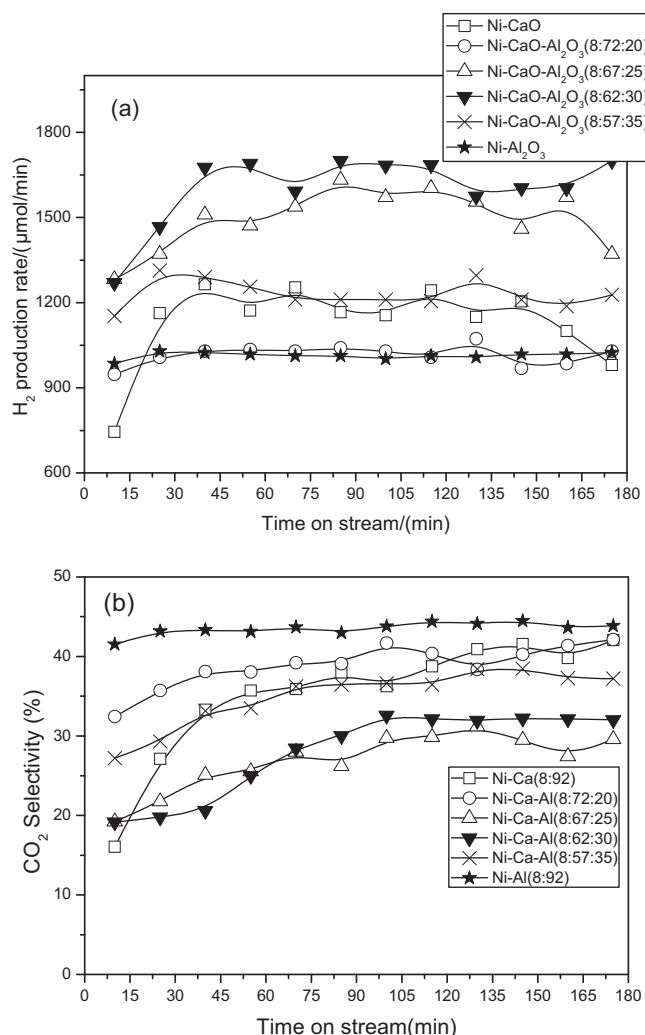 Ni-CaO
Ni-CaO-Al₂O₃(8:72:20)
Ni-CaO-Al₂O₃(8:67:25)
Ni-CaO-Al₂O₃(8:62:30)
Ni-CaO-Al₂O₃(8:57:35)
Ni-Al₂O₃
(a)
H₂ production rate/(μmol/min)
1800
1500
1200
900
600
0 15 30 45 60 75 90 105 120 135 150 165 180
Time on stream/(min)
(b)
CO₂ Selectivity (%)
50
40
30
20
10
0
Ni-Ca(8:92)
Ni-Ca-Al(8:72:20)
Ni-Ca-Al(8:67:25)
Ni-Ca-Al(8:62:30)
Ni-Ca-Al(8:57:35)
Ni-Al(8:92)
0 15 30 45 60 75 90 105 120 135 150 165 180
Time on stream(min)